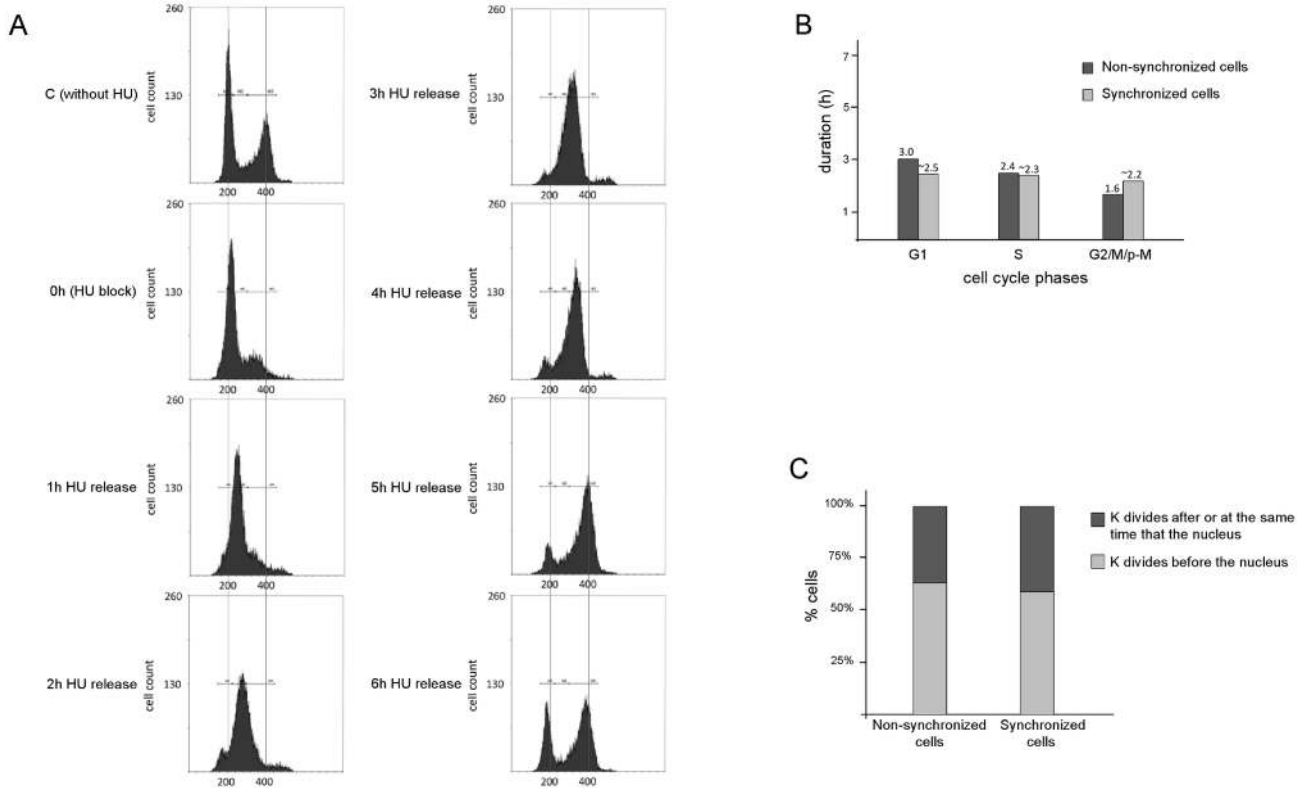 A
C (without HU)
cell count
260
130
200 400
0h (HU block)
cell count
260
130
200 400
1h HU release
cell count
260
130
200 400
2h HU release
cell count
260
130
200 400
3h HU release
cell count
260
130
200 400
4h HU release
cell count
260
130
200 400
5h HU release
cell count
260
130
200 400
6h HU release
cell count
260
130
200 400
B
duration (h)
7
5
3
1
Non-synchronized cells
Synchronized cells
3.0 ~2.5 2.4 ~2.3 1.6 ~2.2
G1 S G2/M/p-M
cell cycle phases
C
% cells
100%
75%
50%
25%
K divides after or at the same
time that the nucleus
K divides before the nucleus
Non-synchronized
cells
Synchronized
cells